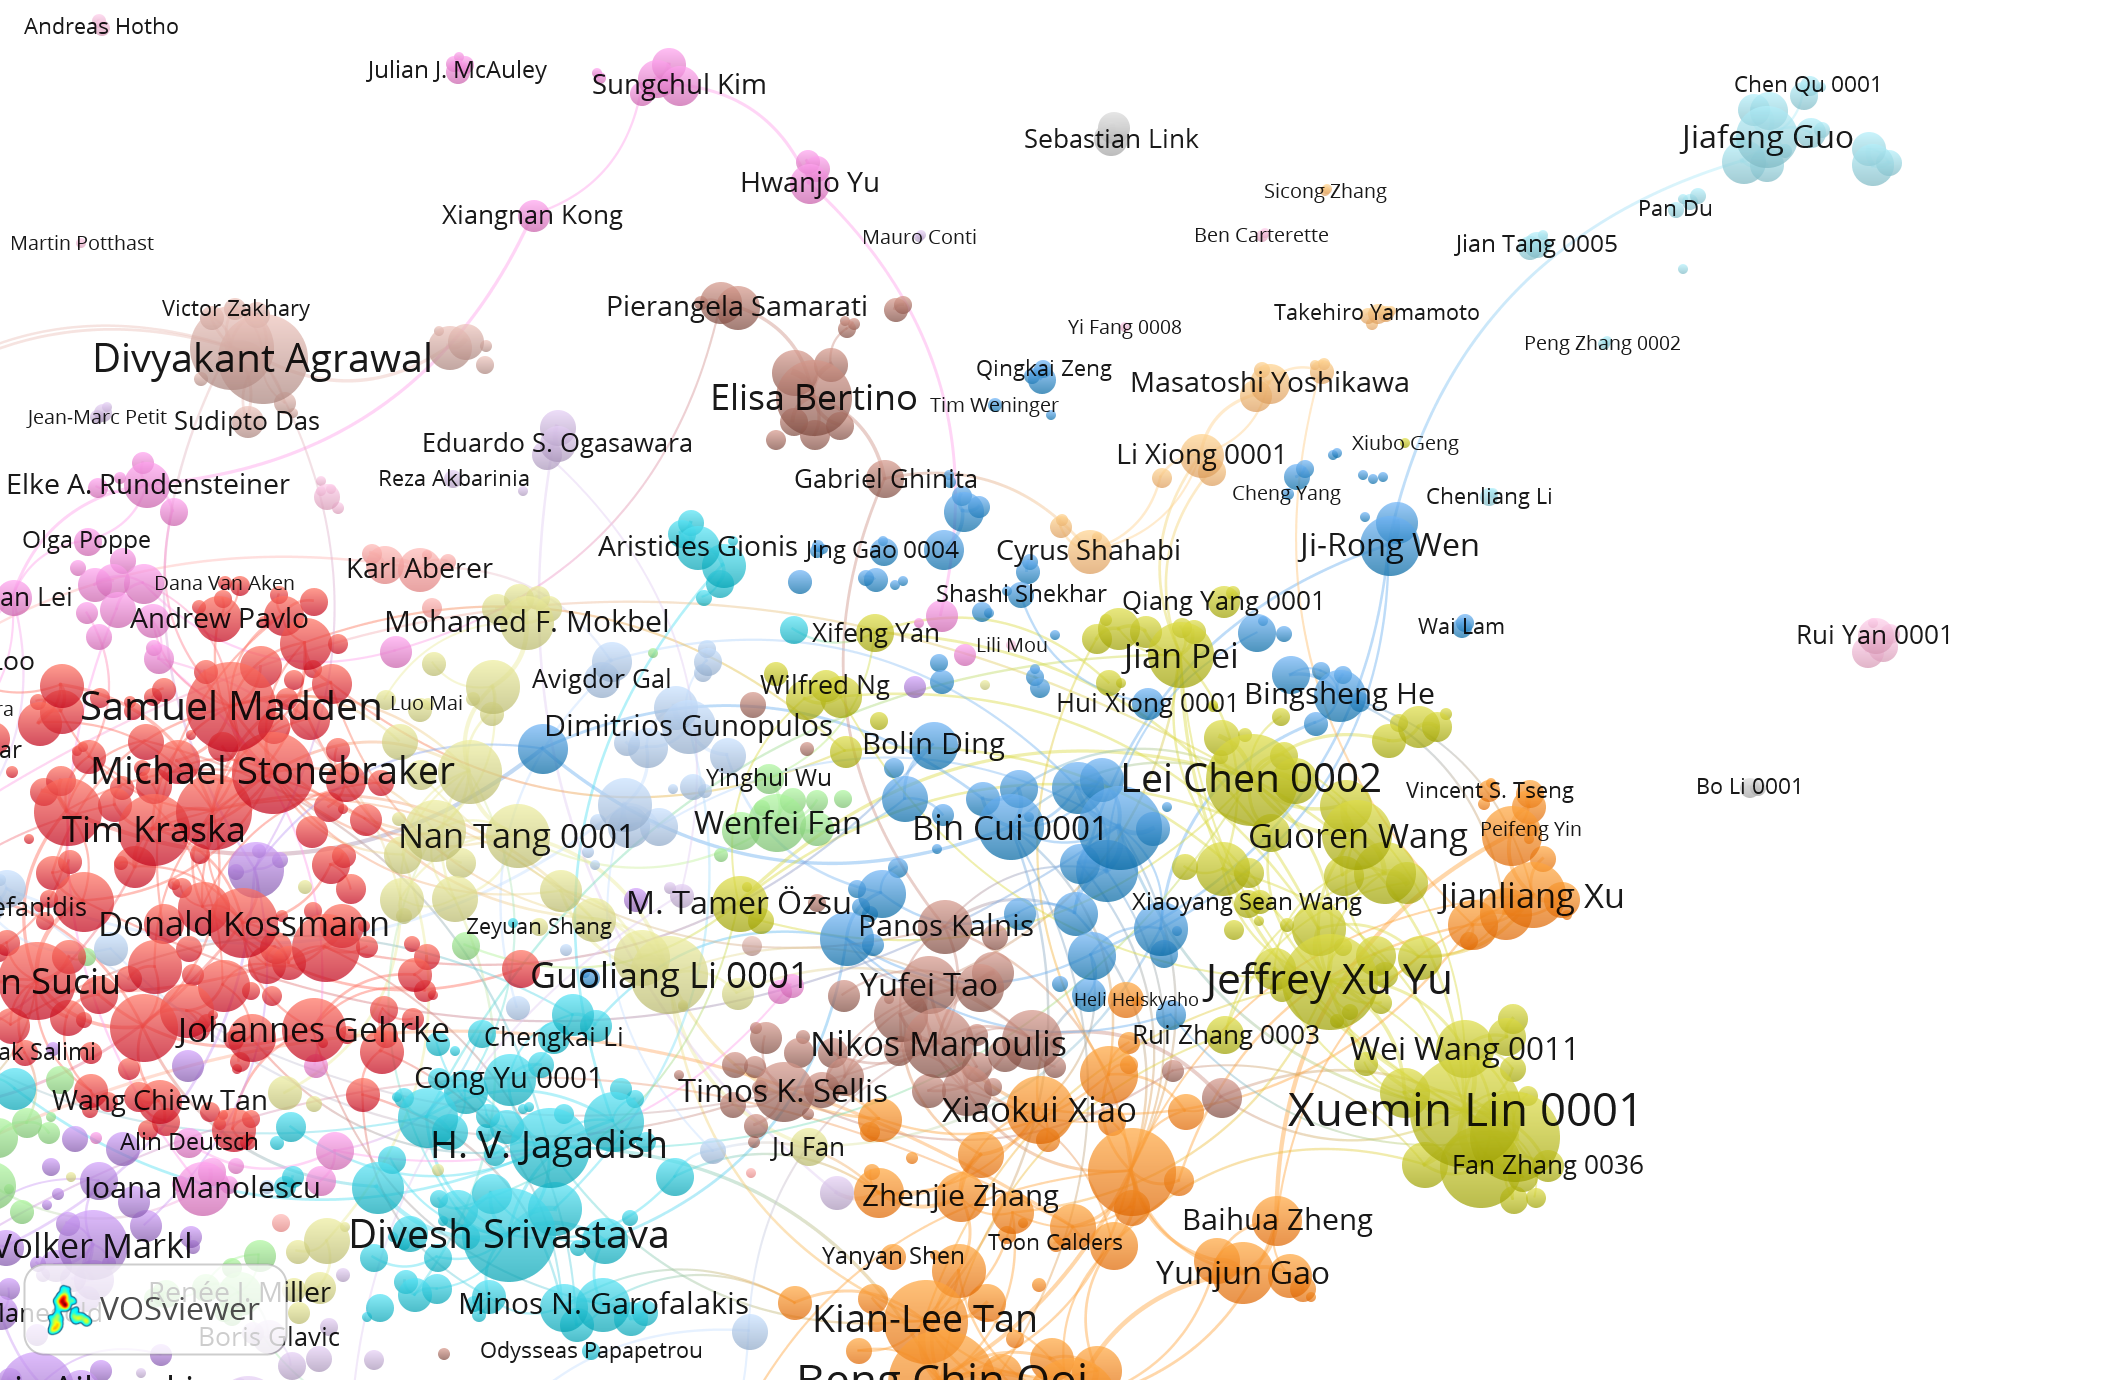 Andreas Hotho
Julian J. McAuley
Sungchul Kim
Chen Qu 0001
Sebastian Link
Jiafeng Guo
Hwanjo Yu
Sicong Zhang
Xiangnan Kong
Pan Du
Martin Potthast
Mauro Conti
Ben Carterette
Jian Tang 0005
Victor Zakhary
Pierangela Samarati
Takehiro Yamamoto
Yi Fang 0008
Peng Zhang 0002
Divyakant Agrawal
Qingkai Zeng
Masatoshi Yoshikawa
Elisa Bertino
Tim Weninger
Jean-Marc Petit
Sudipto Das
Eduardo S. Ogasawara
Xiubo Geng
Li Xiong 0001
Elke A. Rundensteiner
Reza Akbarinia
Gabriel Ghinita
Cheng Yang
Chenliang Li
Olga Poppe
Aristides Gionis
Jing Gao 0004
Cyrus Shahabi
Ji-Rong Wen
Karl Aberer
Dana Van Aken
an Lei
Shashi Shekhar
Qiang Yang 0001
Andrew Pavlo
Mohamed F. Mokbel
Xifeng Yan
Wai Lam
Rui Yan 0001
Lili Mou
oo
Jian Pei
Avigdor Gal
Wilfred Ng
Bingsheng He
Samuel Madden
Luo Mai
Hui Xiong 0001
ra
Dimitrios Gunopulos
Bolin Ding
ar
Michael Stonebraker
Yinghui Wu
Lei Chen 0002
Vincent S. Tseng
Bo Li 0001
Tim Kraska
Nan Tang 0001
Wenfei Fan
Bin Cui 0001
Guoren Wang
Peifeng Yin
efanidis
M. Tamer Özsu
Xiaoyang Sean Wang
Jianliang Xu
Donald Kossmann
Zeyuan Shang
Panos Kalnis
n Suciu
Guoliang Li 0001
Yufei Tao
Jeffrey Xu Yu
Heli Helskyaho
Johannes Gehrke
Chengkai Li
Nikos Mamoulis
Rui Zhang 0003
Wei Wang 0011
ak Salimi
Cong Yu 0001
Timos K. Sellis
Wang Chiew Tan
Xiaokui Xiao
Xuemin Lin 0001
Alin Deutsch
H. V. Jagadish
Ju Fan
Fan Zhang 0036
Ioana Manolescu
Zhenjie Zhang
Baihua Zheng
Volker Markl
Divesh Srivastava
Yanyan Shen
Toon Calders
Yunjun Gao
Renée J. Miller
VOSviewer
Minos N. Garofalakis
Kian-Lee Tan
Boris Glavic
Odysseas Papapetrou
Beng Chin Ooi